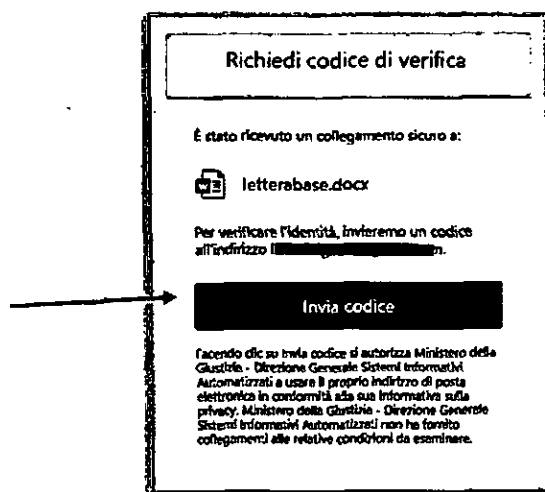 Richiedi codice di verifica
È stato ricevuto un collegamento sicuro a:
letterabase.docx
Per verificare l'identità, invieremo un codice
all'indirizzo
Invia codice
Facendo clic su Invia codice si autorizza Ministero della
Giustizia - Direzione Generale Sistemi Informativi
Automatizzati a usare il proprio indirizzo di posta
elettronica in conformità alla sua informativa sulla
privacy. Ministero della Giustizia - Direzione Generale
Sistemi Informativi Automatizzati non ha fornito
collegamenti alle relative condizioni da esaminare.